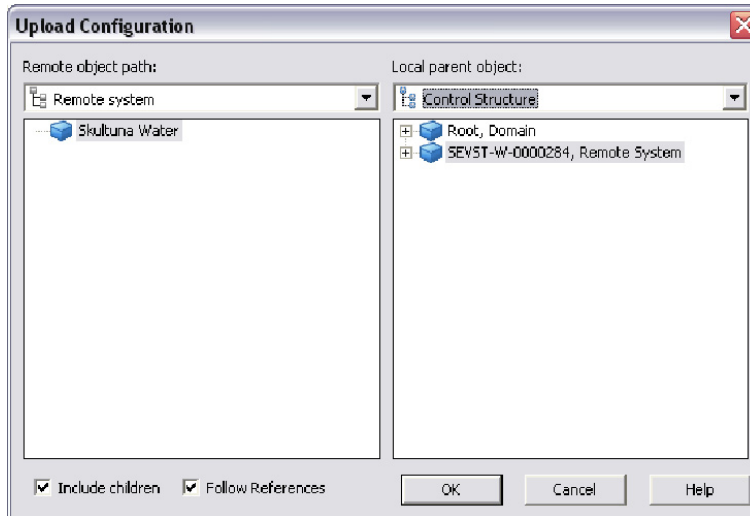 Upload Configuration
Remote object path:
Local parent object:
Remote system
Control Structure
Skultuna Water
Root, Domain
SEVST-W-0000284, Remote System
Include children
Follow References
OK
Cancel
Help